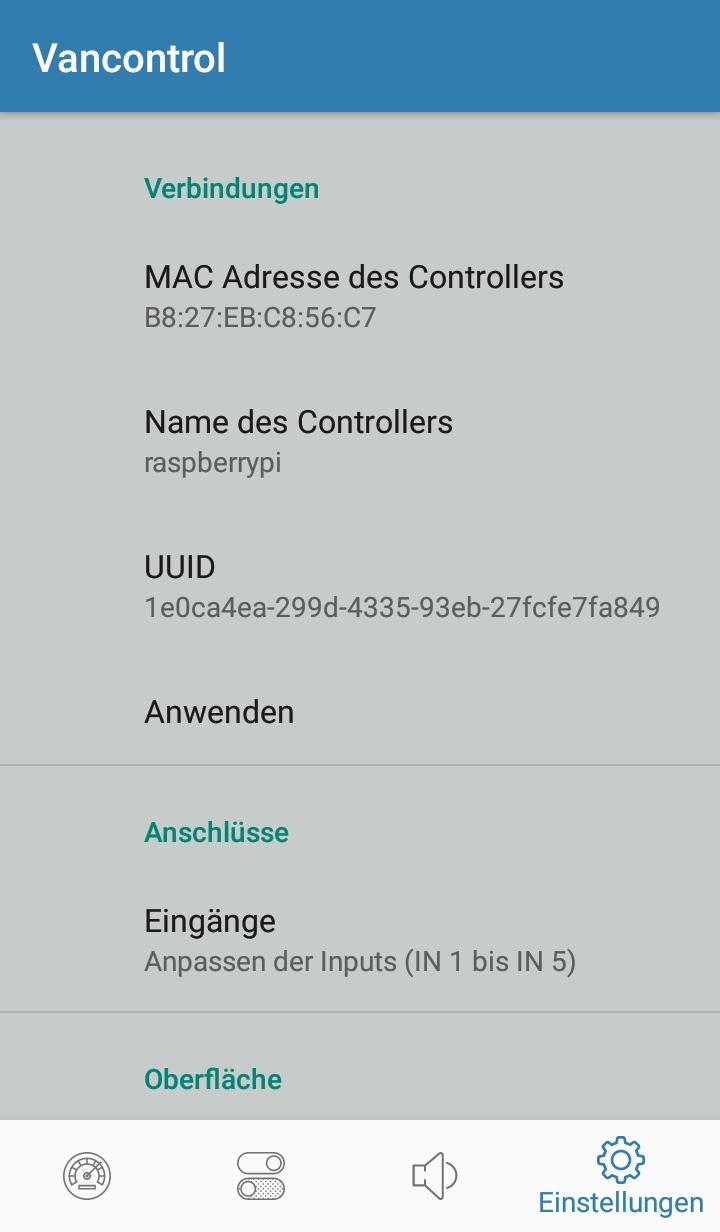 Vancontrol
Verbindungen
MAC Adresse des Controllers
B8:27:EB:C8:56:C7
Name des Controllers
raspberrypi
UUID
1e0ca4ea-299d-4335-93eb-27fcfe7fa849
Anwenden
Anschlüsse
Eingänge
Anpassen der Inputs (IN 1 bis IN 5)
Oberfläche
Einstellungen